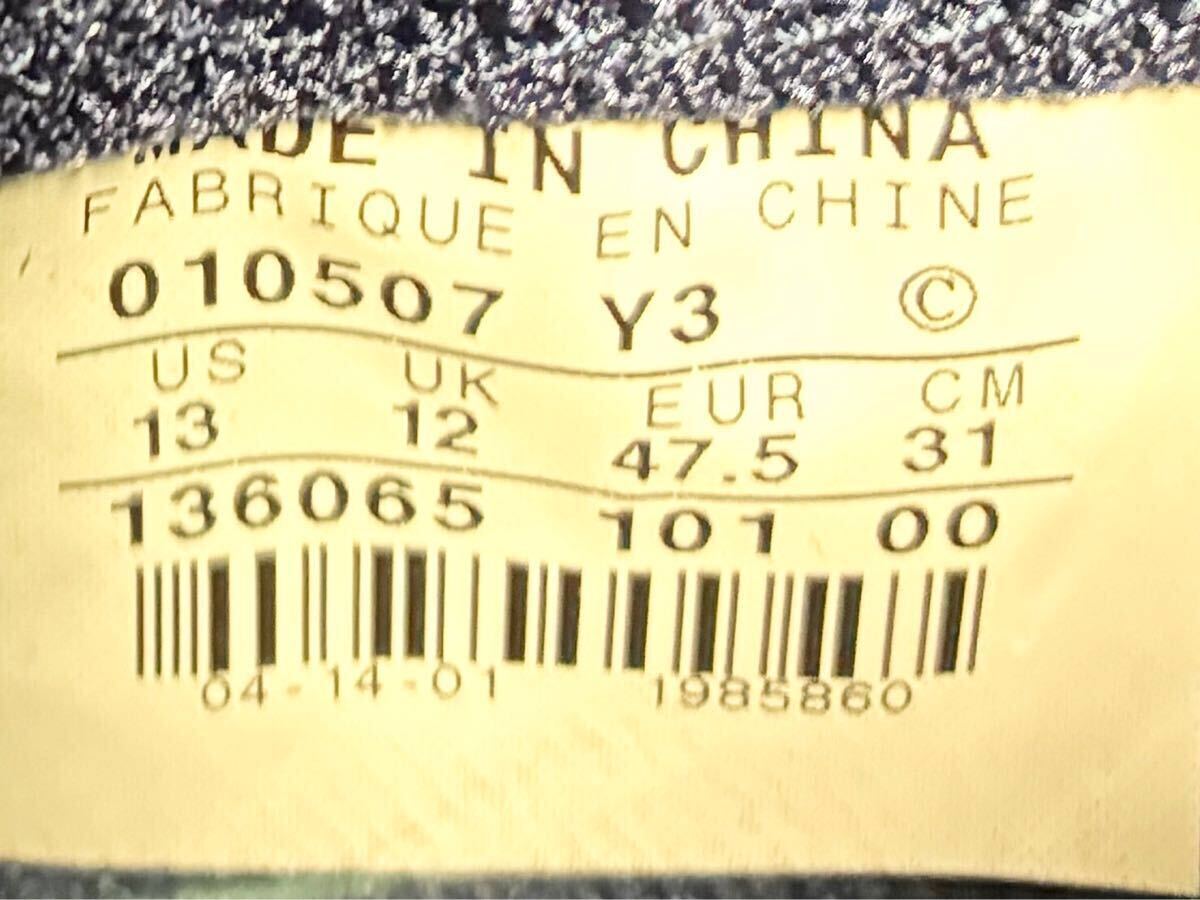 MADE IN CHINA
FABRIQUE EN CHINE
010507 Y3 ©
US UK EUR CM
13 12 47.5 31
136065 101 00
04-14-01 1985860